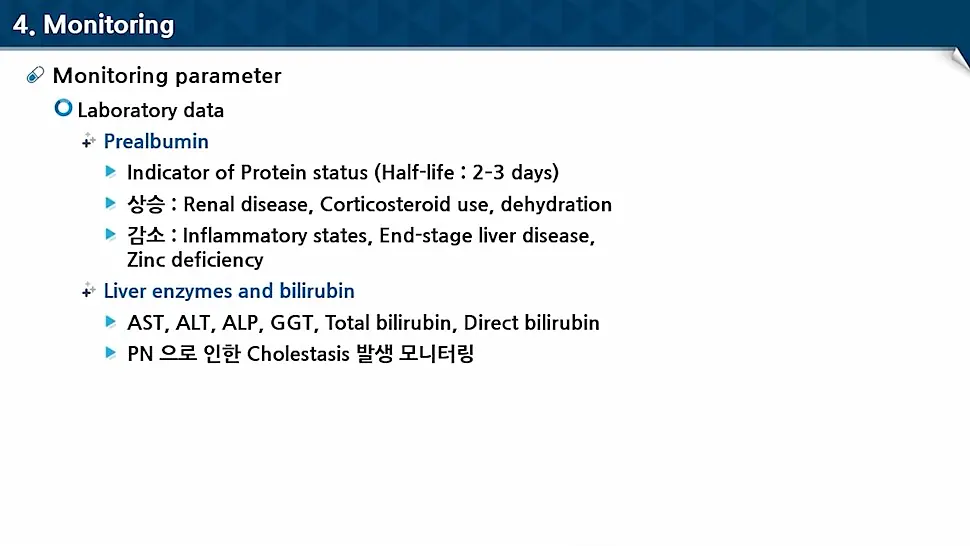 4. Monitoring
Monitoring parameter
Laboratory data
Prealbumin
Indicator of Protein status (Half-life : 2-3 days)
상승 : Renal disease, Corticosteroid use, dehydration
감소 : Inflammatory states, End-stage liver disease,
Zinc deficiency
Liver enzymes and bilirubin
AST, ALT, ALP, GGT, Total bilirubin, Direct bilirubin
PN 으로 인한 Cholestasis 발생 모니터링